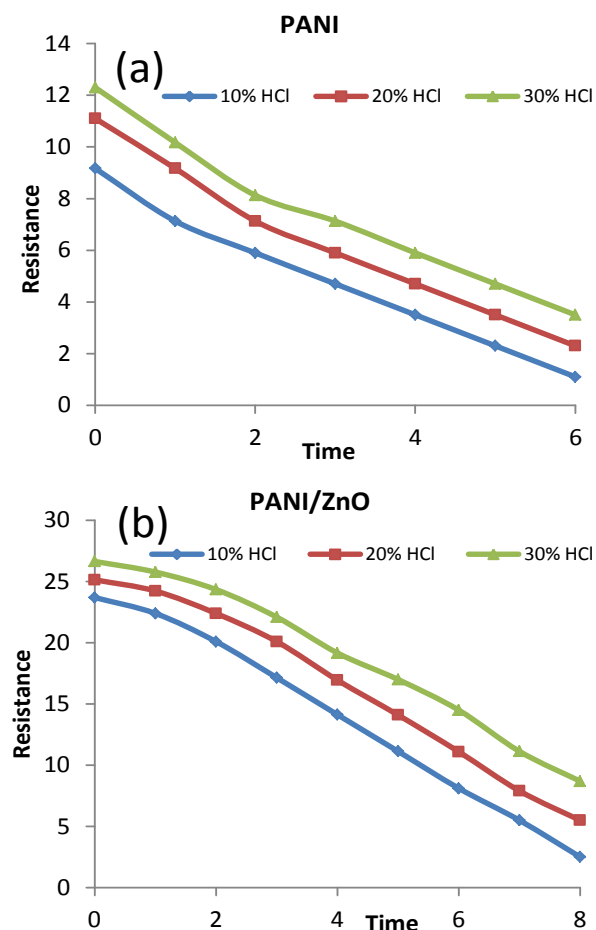 PANI
(a)
10% HCl 20% HCl 30% HCl
14
12
10
8
6
4
2
0
Resistance
0 2 4 6
Time
PANI/ZnO
(b)
10% HCl 20% HCl 30% HCl
30
25
20
15
10
5
0
Resistance
0 2 4 6 8
Time